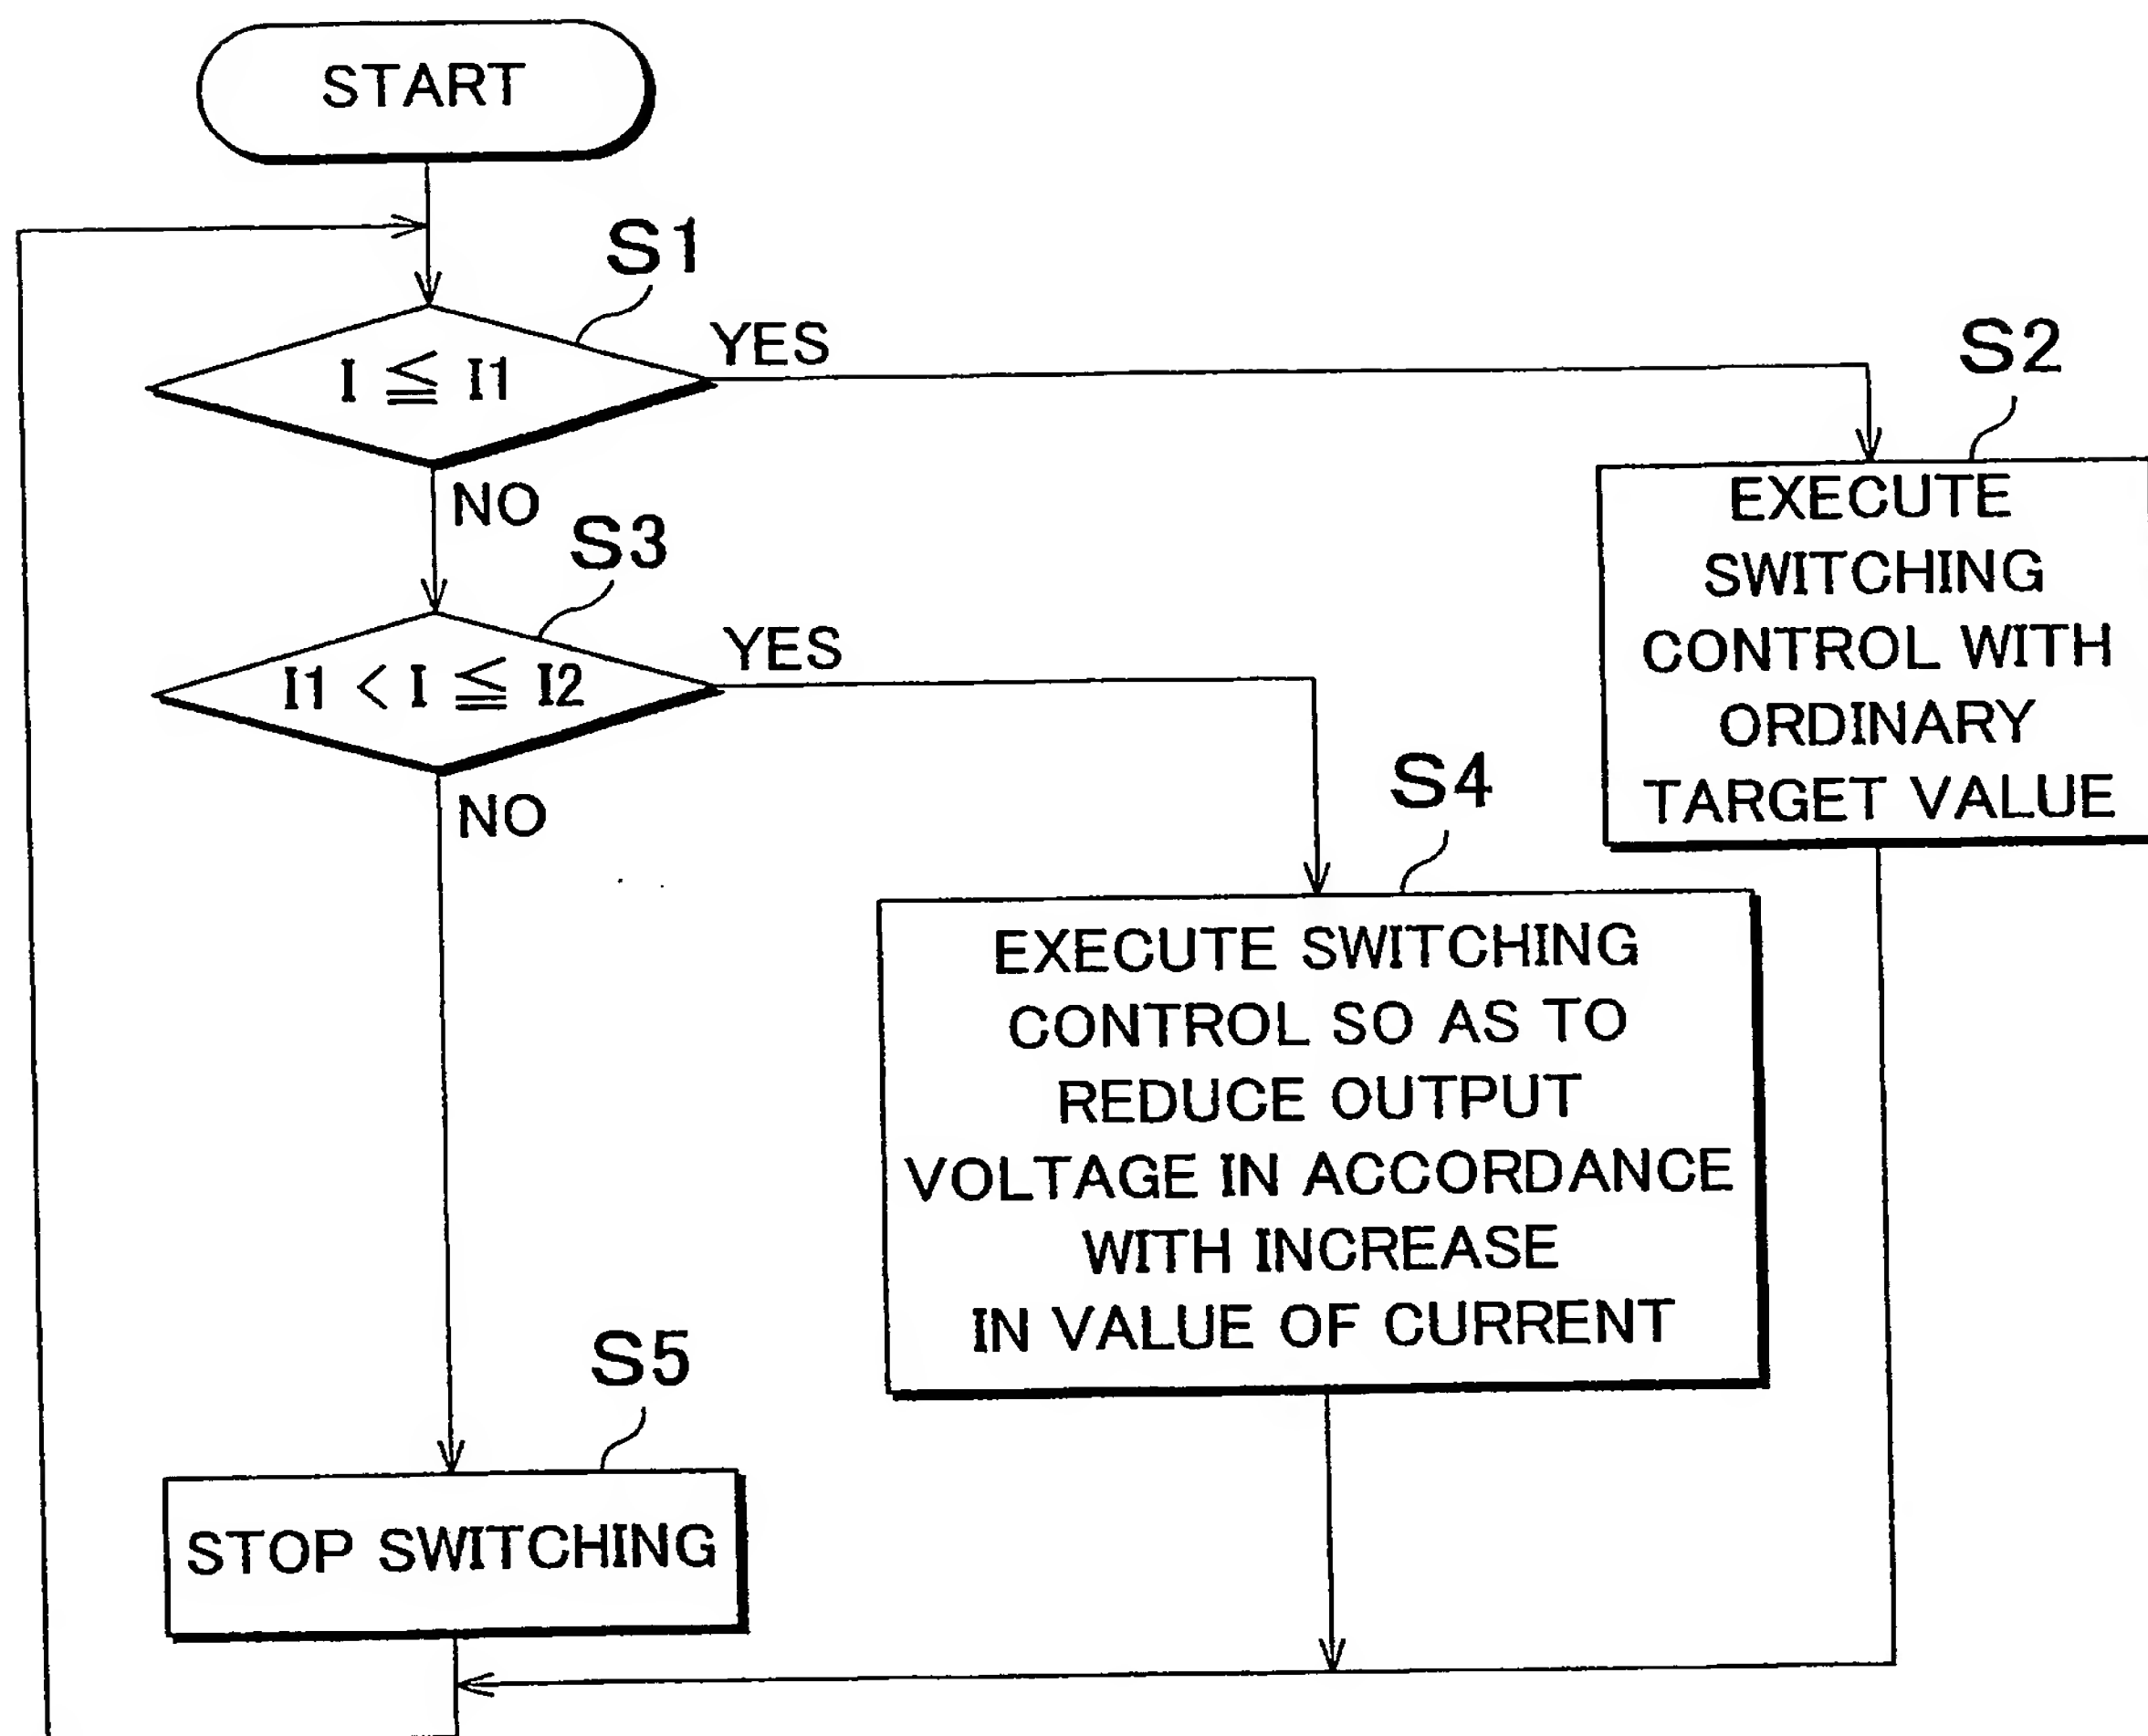 START
S1
I ≦ I1
YES
S2
EXECUTE
SWITCHING
CONTROL WITH
ORDINARY
TARGET VALUE
NO
S3
I1 < I ≦ I2
YES
S4
EXECUTE SWITCHING
CONTROL SO AS TO
REDUCE OUTPUT
VOLTAGE IN ACCORDANCE
WITH INCREASE
IN VALUE OF CURRENT
NO
S5
STOP SWITCHING